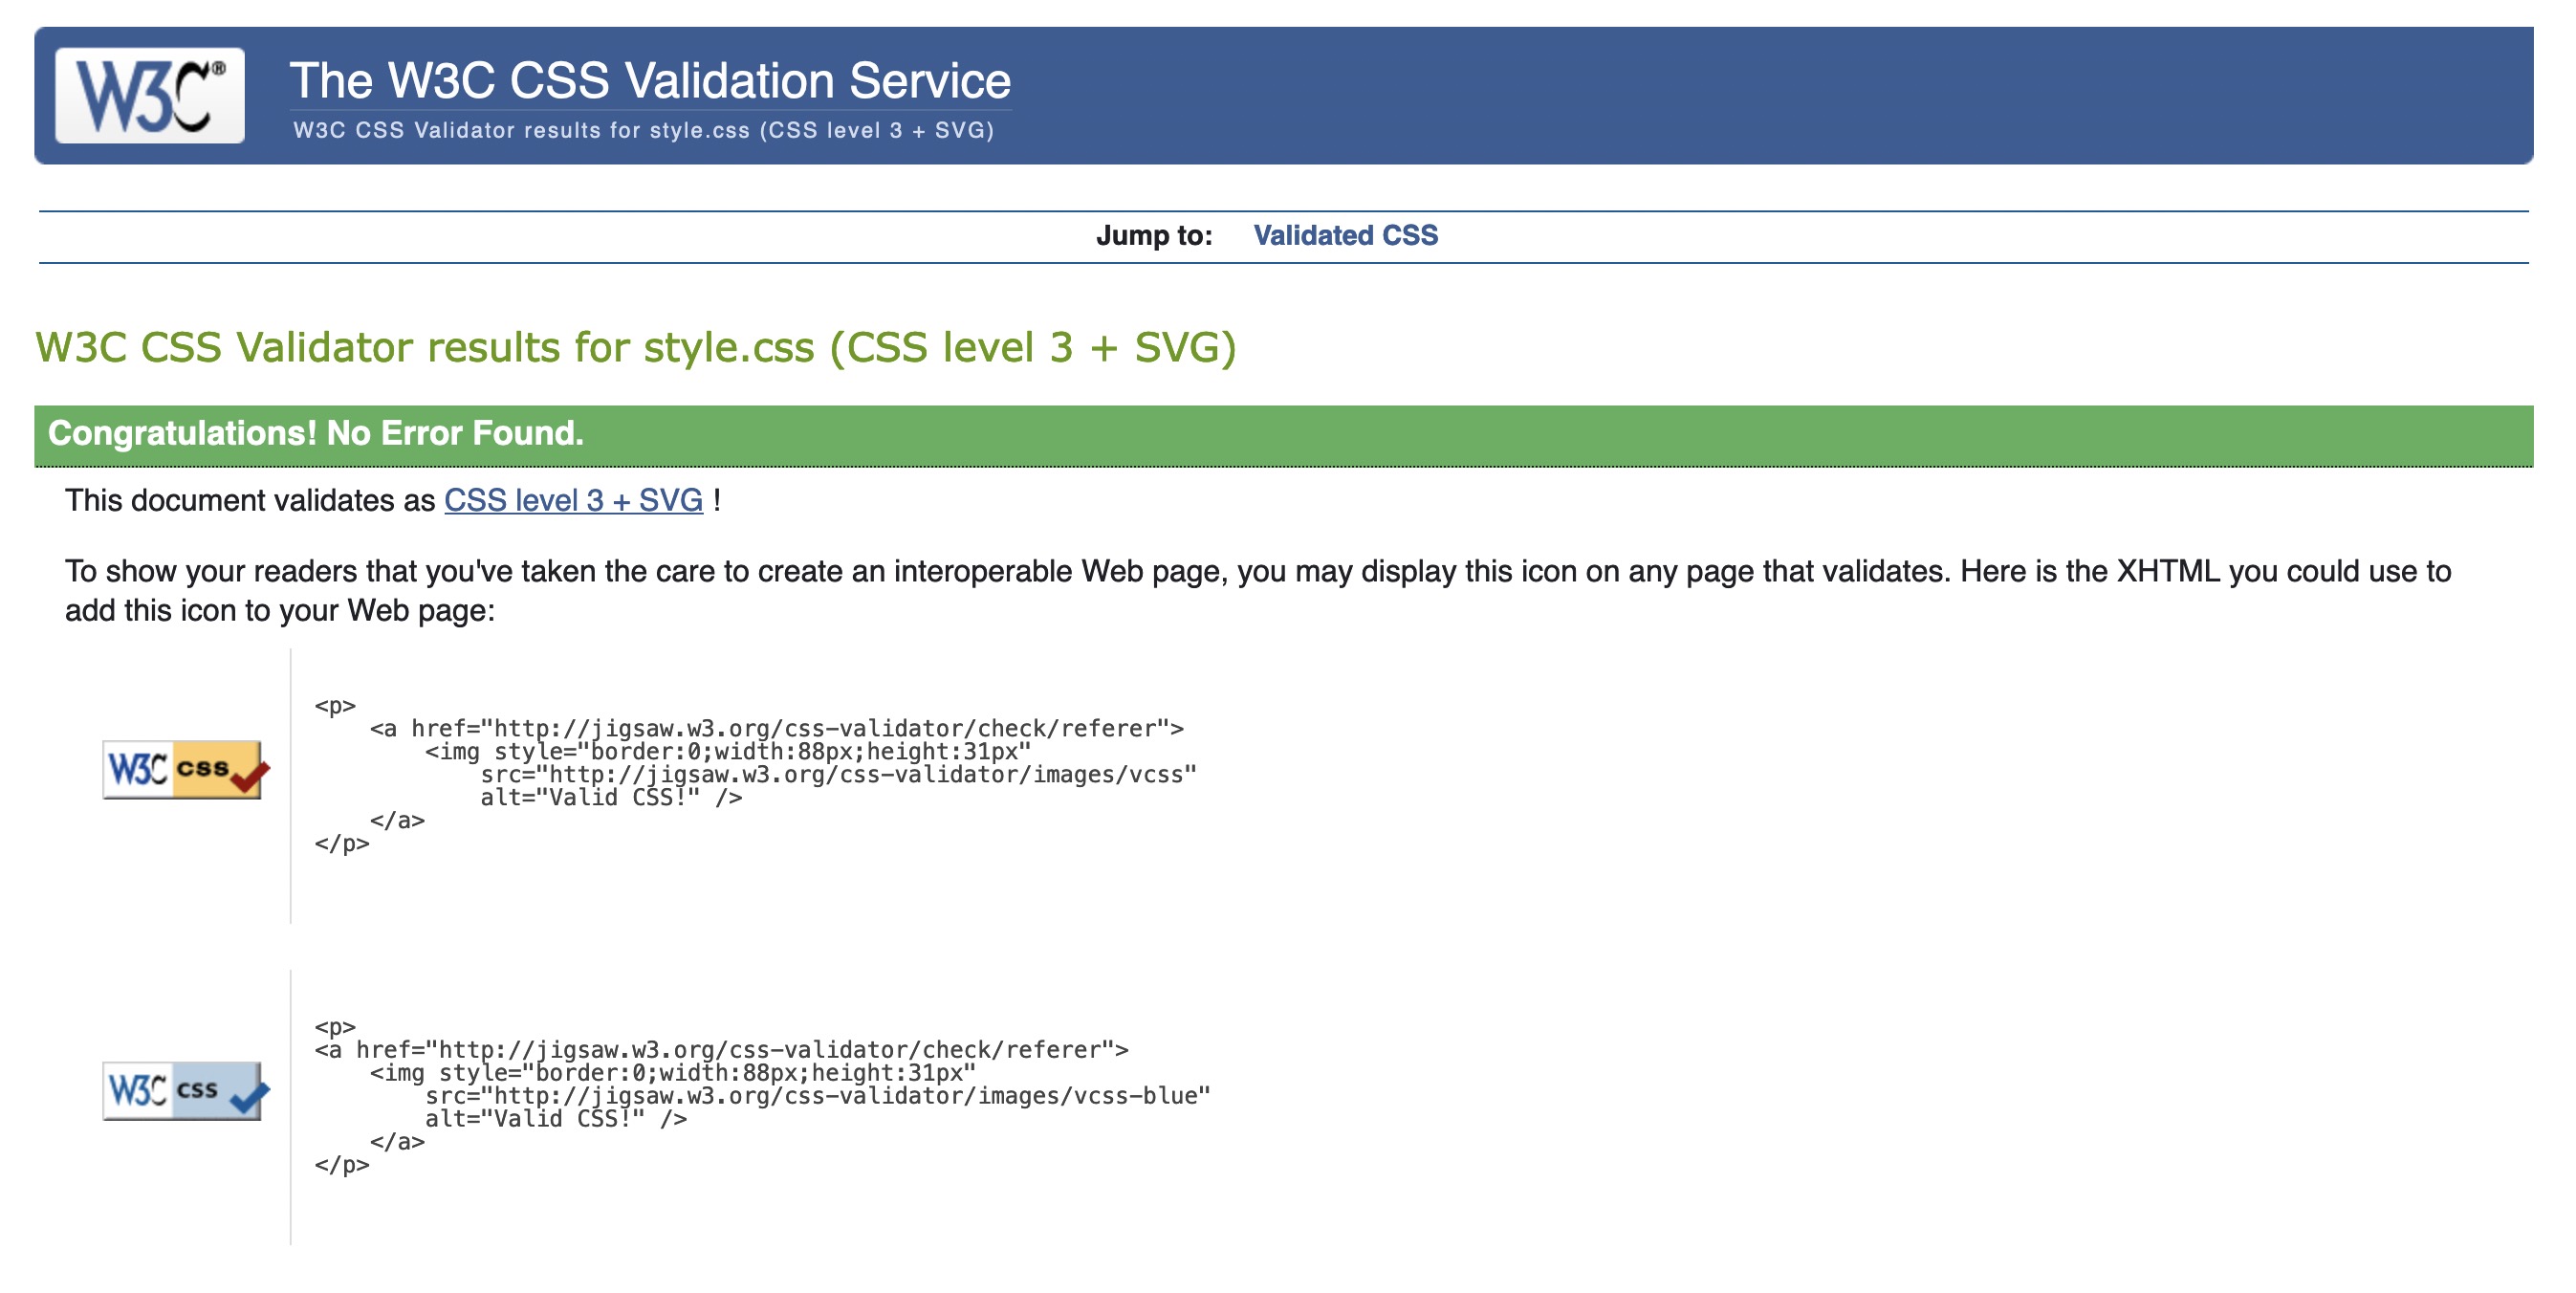 W3C®
The W3C CSS Validation Service
W3C CSS Validator results for style.css (CSS level 3 + SVG)
Jump to: Validated CSS
W3C CSS Validator results for style.css (CSS level 3 + SVG)
Congratulations! No Error Found.
This document validates as CSS level 3 + SVG !
To show your readers that you've taken the care to create an interoperable Web page, you may display this icon on any page that validates. Here is the XHTML you could use to
add this icon to your Web page:
W3C css
<p>
    <a href="http://jigsaw.w3.org/css-validator/check/referer">
        <img style="border:0;width:88px;height:31px"
            src="http://jigsaw.w3.org/css-validator/images/vcss"
            alt="Valid CSS!" />
    </a>
</p>
W3C css
<p>
<a href="http://jigsaw.w3.org/css-validator/check/referer">
    <img style="border:0;width:88px;height:31px"
        src="http://jigsaw.w3.org/css-validator/images/vcss-blue"
        alt="Valid CSS!" />
    </a>
</p>